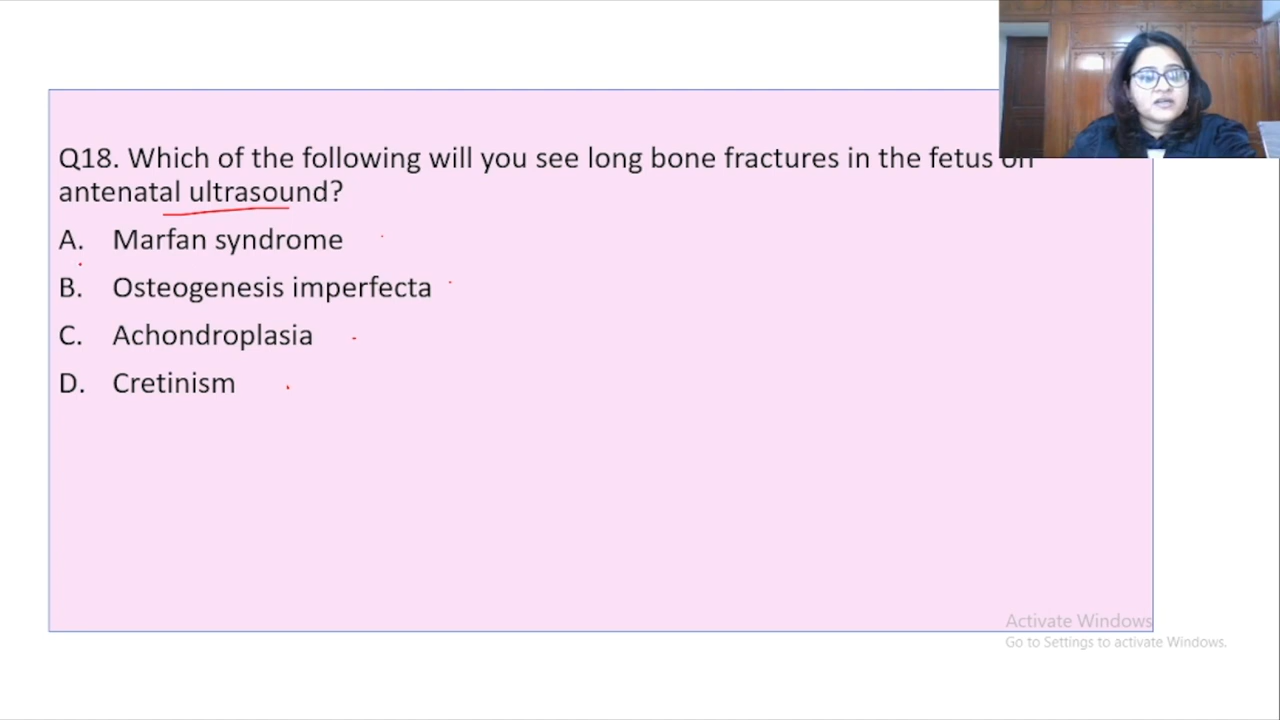 Q18. Which of the following will you see long bone fractures in the fetus on
antenatal ultrasound?
A. Marfan syndrome
B. Osteogenesis imperfecta
C. Achondroplasia
D. Cretinism
Activate Windows
Go to Settings to activate Windows.